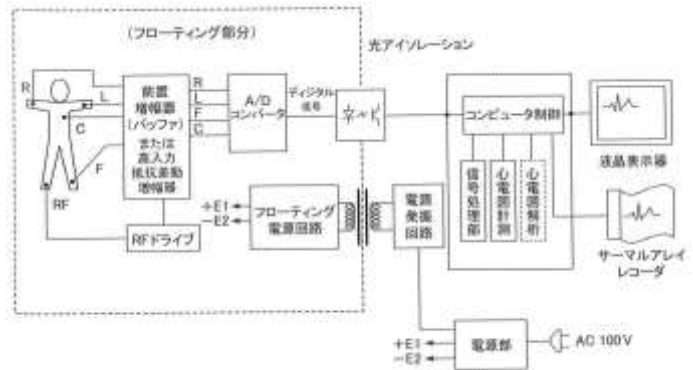 (フローティング部分)
光アイソレーション
R
L
C
F
RF
前置
増幅器
(バッファ)
または
高入力
抵抗差動
増幅器
R
L
F
C
A/D
コンバータ
ディジタル
信号
コンピュータ制御
信号処理部
心電図計測
心電図解析
液晶表示器
サーマルアレイ
レコーダ
RFドライブ
+E1
−E2
フローティング
電源回路
電源
発振
回路
+E1
−E2
電源部
AC 100V